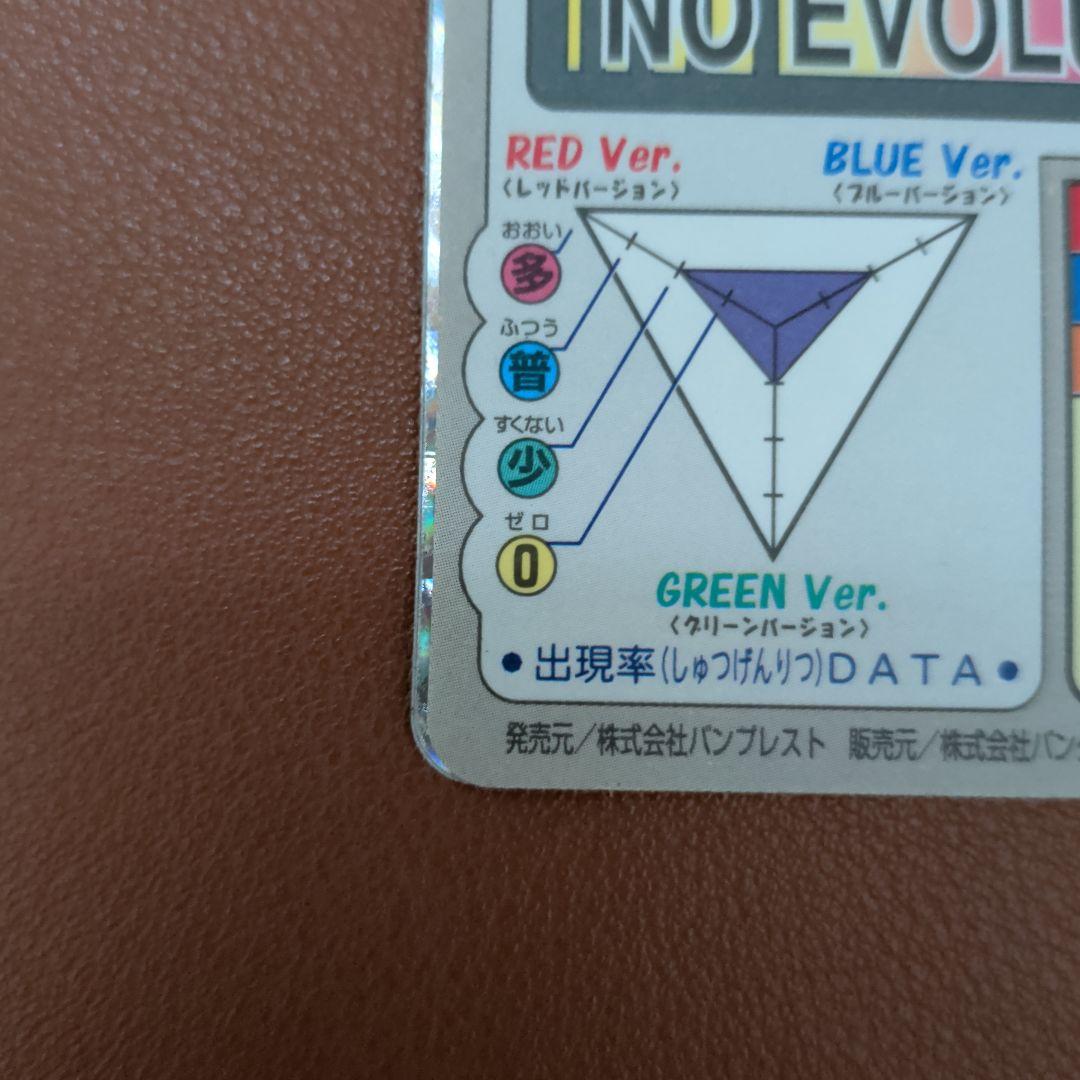 NO EVOLU
RED Ver.
〈レッドバージョン〉
BLUE Ver.
〈ブルーバージョン〉
おおい
多
ふつう
普
すくない
少
ゼロ
0
GREEN Ver.
〈グリーンバージョン〉
●出現率(しゅつげんりつ)DATA●
発売元／株式会社バンプレスト 販売元／株式会社バン